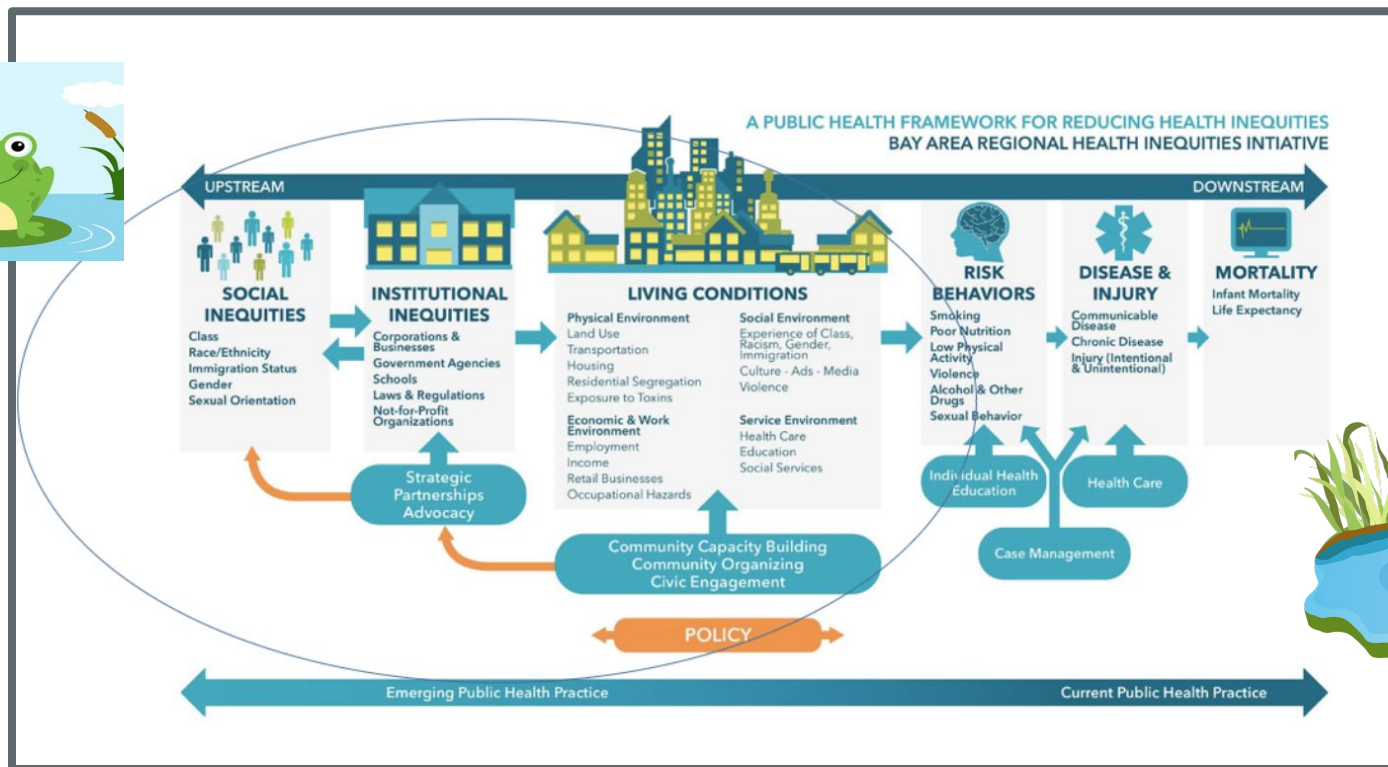 A PUBLIC HEALTH FRAMEWORK FOR REDUCING HEALTH INEQUITIES
BAY AREA REGIONAL HEALTH INEQUITIES INTIATIVE
UPSTREAM
DOWNSTREAM
SOCIAL
INEQUITIES
Class
Race/Ethnicity
Immigration Status
Gender
Sexual Orientation
INSTITUTIONAL
INEQUITIES
Corporations &
Businesses
Government Agencies
Schools
Laws & Regulations
Not-for-Profit
Organizations
LIVING CONDITIONS
Physical Environment
Land Use
Transportation
Housing
Residential Segregation
Exposure to Toxins
Economic & Work
Environment
Employment
Income
Retail Businesses
Occupational Hazards
Social Environment
Experience of Class,
Racism, Gender,
Immigration
Culture - Ads - Media
Violence
Service Environment
Health Care
Education
Social Services
RISK
BEHAVIORS
Smoking
Poor Nutrition
Low Physical
Activity
Violence
Alcohol & Other
Drugs
Sexual Behavior
DISEASE &
INJURY
Communicable
Disease
Chronic Disease
Injury (Intentional
& Unintentional)
MORTALITY
Infant Mortality
Life Expectancy
Strategic
Partnerships
Advocacy
Community Capacity Building
Community Organizing
Civic Engagement
Individual Health
Education
Health Care
Case Management
POLICY
Emerging Public Health Practice
Current Public Health Practice